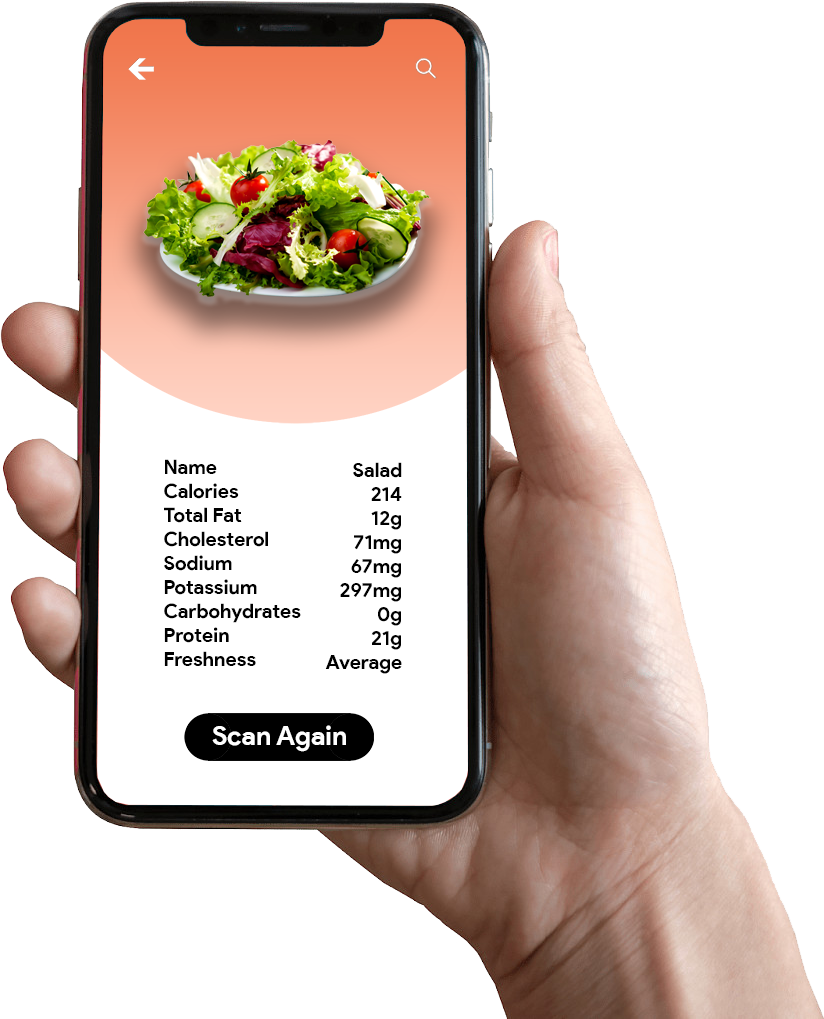 Name Salad
Calories 214
Total Fat 12g
Cholesterol 71mg
Sodium 67mg
Potassium 297mg
Carbohydrates 0g
Protein 21g
Freshness Average
Scan Again